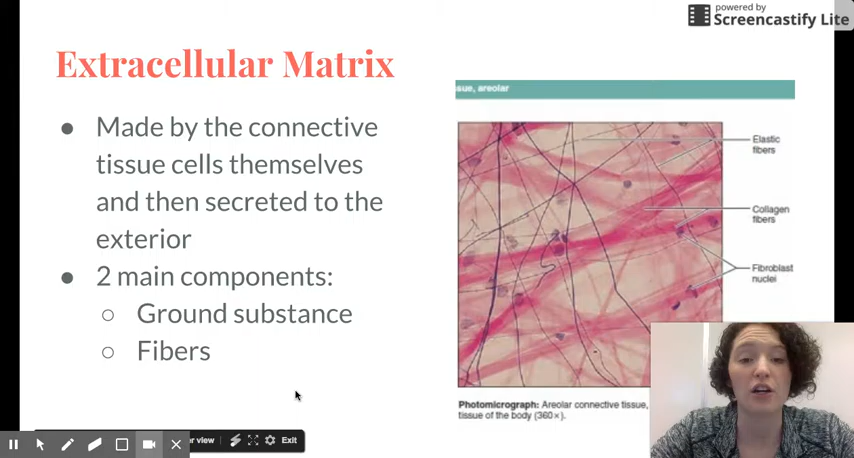 powered by
Screencastify Lite
Extracellular Matrix
● Made by the connective
tissue cells themselves
and then secreted to the
exterior
● 2 main components:
○ Ground substance
○ Fibers
sue, areolar
Elastic
fibers
Collagen
fibers
Fibroblast
nuclei
Photomicrograph: Areolar connective tissue,
tissue of the body (360×).
r view
Exit